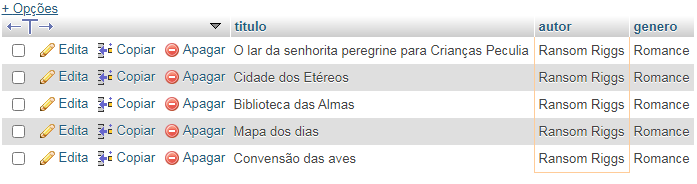 + Opções
titulo autor genero
Edita Copiar Apagar O lar da senhorita peregrine para Crianças Peculia Ransom Riggs Romance
Edita Copiar Apagar Cidade dos Etéreos Ransom Riggs Romance
Edita Copiar Apagar Biblioteca das Almas Ransom Riggs Romance
Edita Copiar Apagar Mapa dos dias Ransom Riggs Romance
Edita Copiar Apagar Convensão das aves Ransom Riggs Romance